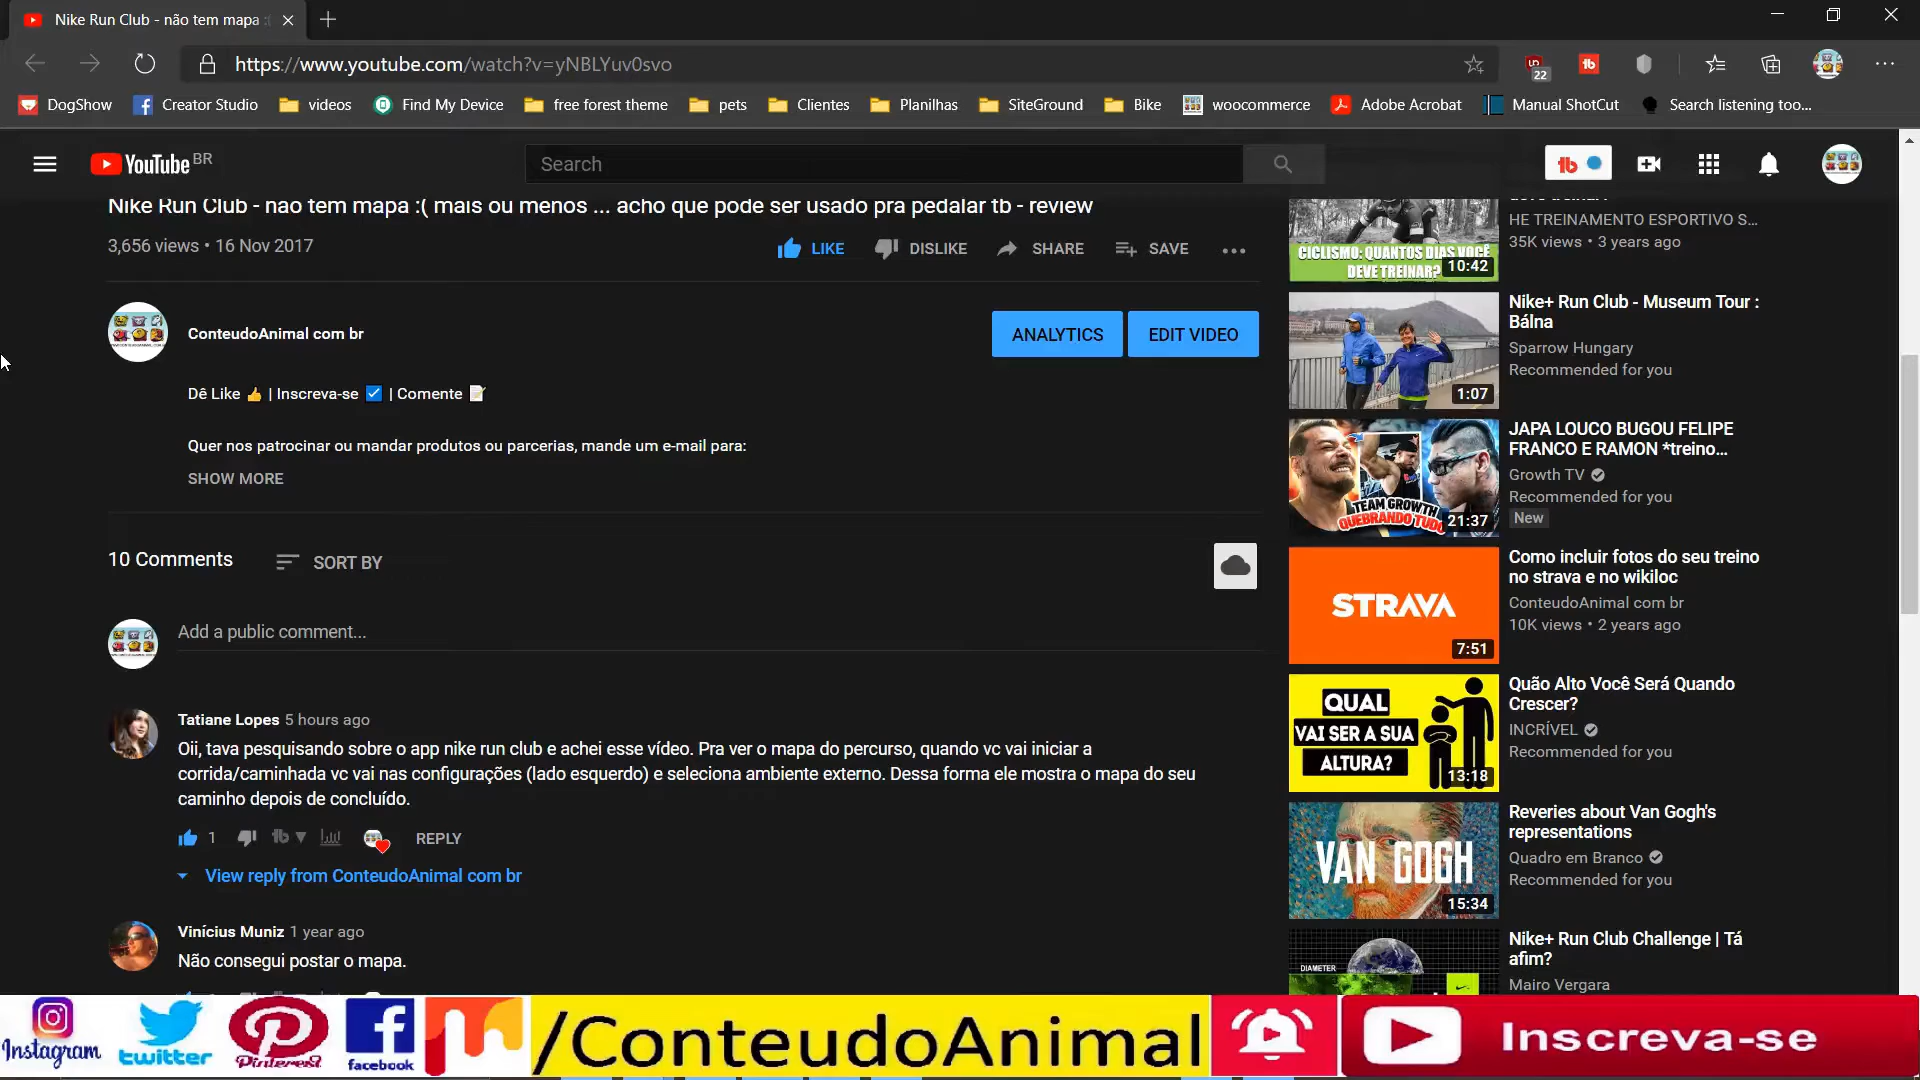 Nike Run Club - não tem mapa :(
https://www.youtube.com/watch?v=yNBLYuv0svo
22
DogShow
Creator Studio
videos
Find My Device
free forest theme
pets
Clientes
Planilhas
SiteGround
Bike
woocommerce
Adobe Acrobat
Manual ShotCut
Search listening too...
YouTube BR
Search
Nike Run Club - não tem mapa :( mais ou menos ... acho que pode ser usado pra pedalar tb - review
3,656 views • 16 Nov 2017
LIKE
DISLIKE
SHARE
SAVE
ConteudoAnimal com br
ANALYTICS
EDIT VIDEO
Dê Like 👍 | Inscreva-se ☑️ | Comente 📝
Quer nos patrocinar ou mandar produtos ou parcerias, mande um e-mail para:
SHOW MORE
10 Comments
SORT BY
Add a public comment...
Tatiane Lopes 5 hours ago
Oii, tava pesquisando sobre o app nike run club e achei esse vídeo. Pra ver o mapa do percurso, quando vc vai iniciar a
corrida/caminhada vc vai nas configurações (lado esquerdo) e seleciona ambiente externo. Dessa forma ele mostra o mapa do seu
caminho depois de concluído.
1
REPLY
View reply from ConteudoAnimal com br
Vinícius Muniz 1 year ago
Não consegui postar o mapa.
CICLISMO: QUANTOS DIAS VOCÊ
DEVE TREINAR?
10:42
HE TREINAMENTO ESPORTIVO S...
35K views • 3 years ago
1:07
Nike+ Run Club - Museum Tour :
Bálna
Sparrow Hungary
Recommended for you
TEAM GROWTH
QUEBRANDO TUDO
21:37
JAPA LOUCO BUGOU FELIPE
FRANCO E RAMON *treino...
Growth TV
Recommended for you
New
STRAVA
7:51
Como incluir fotos do seu treino
no strava e no wikiloc
ConteudoAnimal com br
10K views • 2 years ago
QUAL
VAI SER A SUA
ALTURA?
13:18
Quão Alto Você Será Quando
Crescer?
INCRÍVEL
Recommended for you
VAN GOGH
15:34
Reveries about Van Gogh's
representations
Quadro em Branco
Recommended for you
DIAMETER
Nike+ Run Club Challenge | Tá
afim?
Mairo Vergara
Instagram
twitter
Pinterest
facebook
/ConteudoAnimal
Inscreva-se